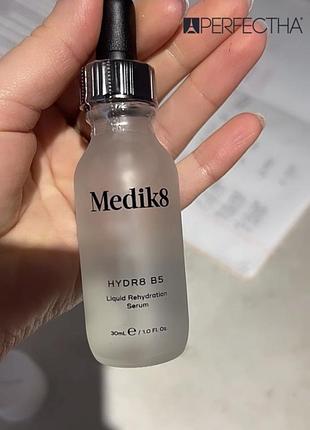 PERFECTHA®
Medik8
HYDR8 B5
Liquid Rehydration
Serum
30mL ℮ / 1.0 Fl. Oz.